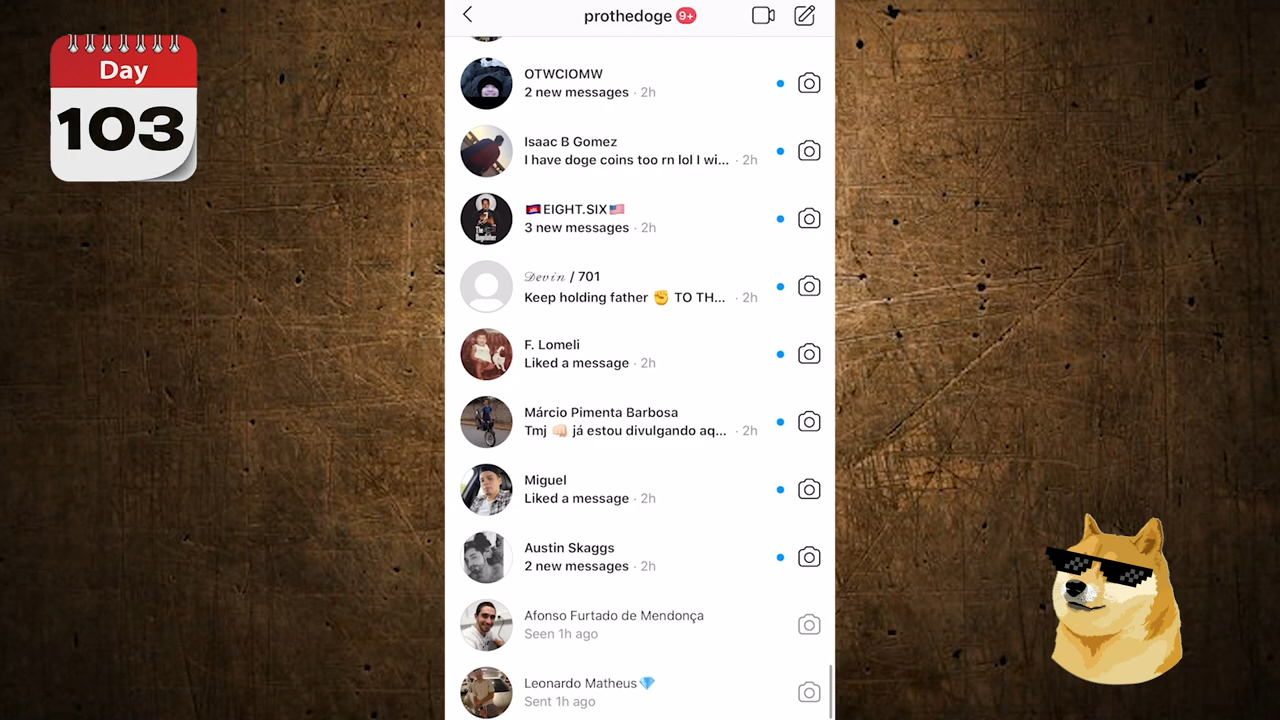 Day
103
prothedoge 9+
OTWCIOMW
2 new messages · 2h
Isaac B Gomez
I have doge coins too rn lol I wi... · 2h
🇰🇭EIGHT.SIX🇺🇸
3 new messages · 2h
𝒟𝑒𝓋𝒾𝓃 / 701
Keep holding father ✊ TO TH... · 2h
F. Lomeli
Liked a message · 2h
Márcio Pimenta Barbosa
Tmj 👊🏻 já estou divulgando aq... · 2h
Miguel
Liked a message · 2h
Austin Skaggs
2 new messages · 2h
Afonso Furtado de Mendonça
Seen 1h ago
Leonardo Matheus💎
Sent 1h ago